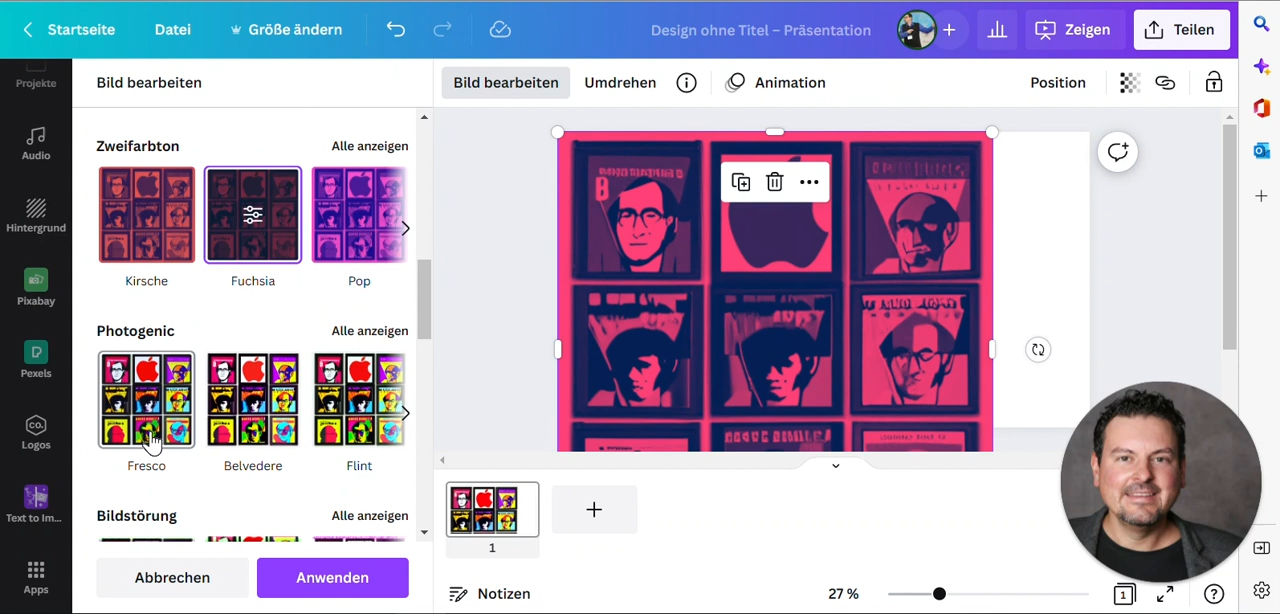 Startseite
Datei
Größe ändern
Design ohne Titel – Präsentation
Zeigen
Teilen
Projekte
Audio
Hintergrund
Pixabay
Pexels
CO.
Logos
Text to Im...
Apps
Bild bearbeiten
Zweifarbton
Alle anzeigen
Kirsche
Fuchsia
Pop
Photogenic
Alle anzeigen
Fresco
Belvedere
Flint
Bildstörung
Alle anzeigen
Abbrechen
Anwenden
Bild bearbeiten
Umdrehen
Animation
Position
1
Notizen
27 %
1